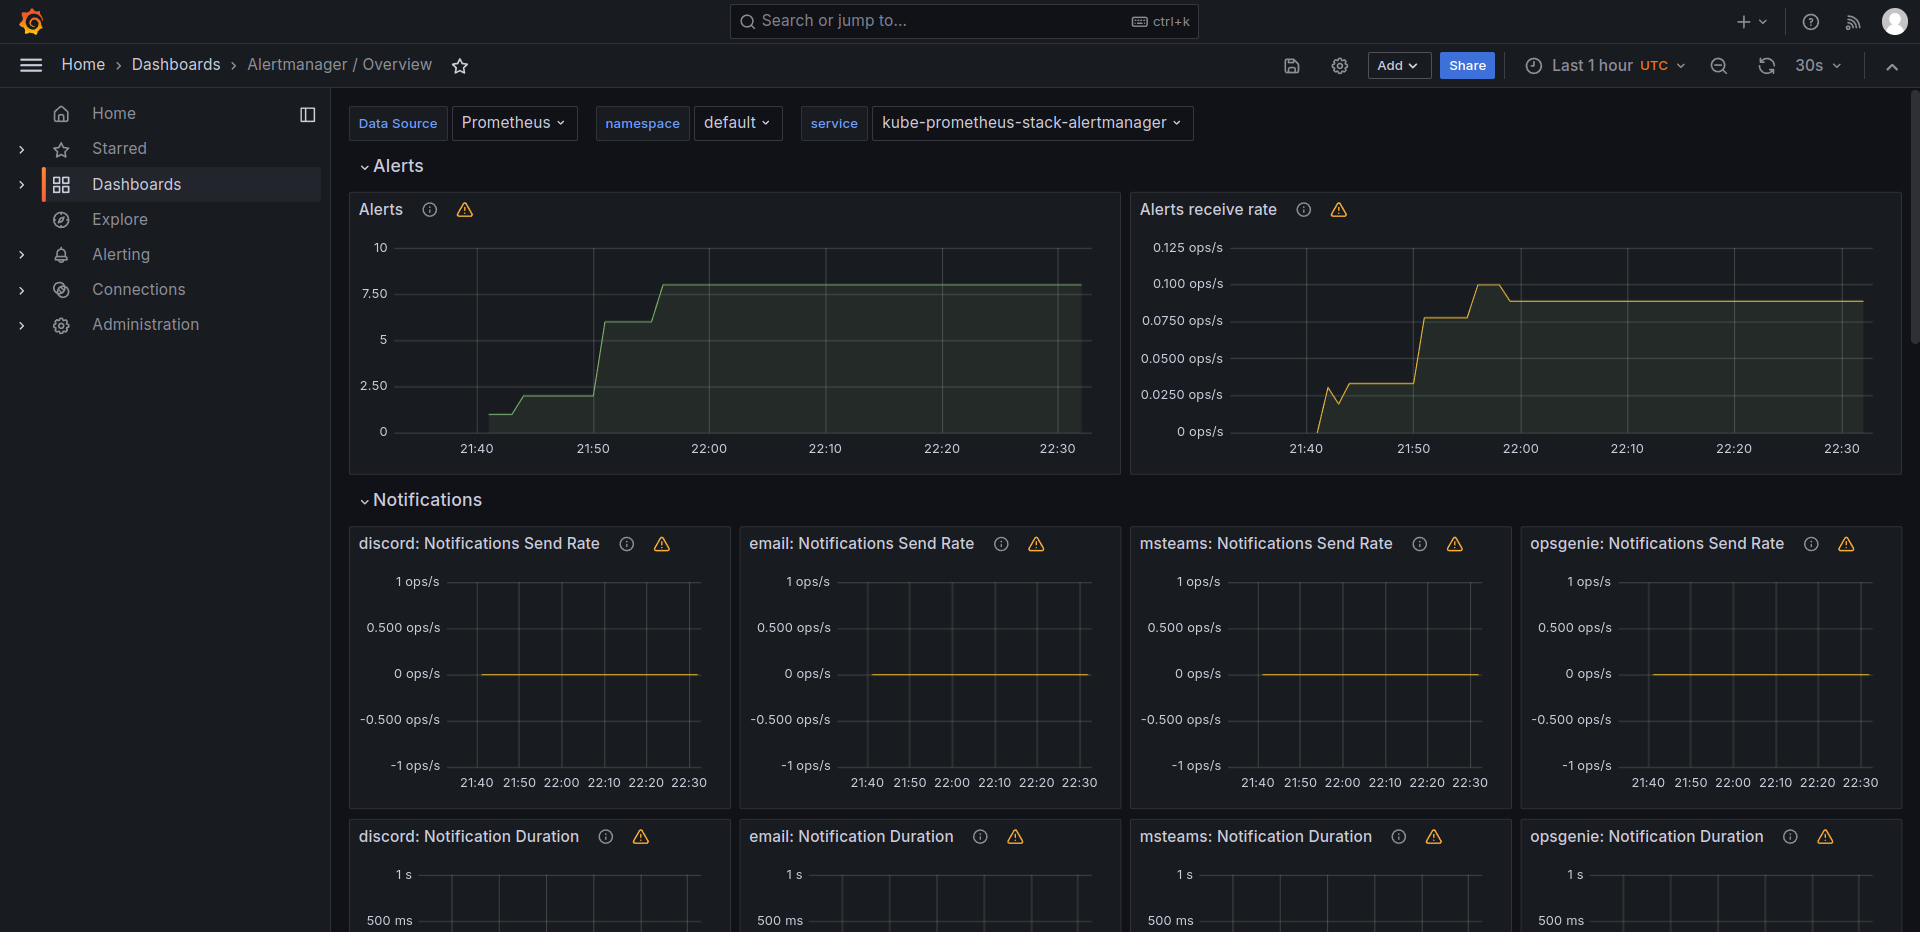 Search or jump to...
ctrl+k
Home
Dashboards
Alertmanager / Overview
Add
Share
Last 1 hour UTC
30s
Home
Starred
Dashboards
Explore
Alerting
Connections
Administration
Data Source
Prometheus
namespace
default
service
kube-prometheus-stack-alertmanager
Alerts
Alerts
10
7.50
5
2.50
0
21:40 21:50 22:00 22:10 22:20 22:30
Alerts receive rate
0.125 ops/s
0.100 ops/s
0.0750 ops/s
0.0500 ops/s
0.0250 ops/s
0 ops/s
21:40 21:50 22:00 22:10 22:20 22:30
Notifications
discord: Notifications Send Rate
1 ops/s
0.500 ops/s
0 ops/s
-0.500 ops/s
-1 ops/s
21:40 21:50 22:00 22:10 22:20 22:30
email: Notifications Send Rate
1 ops/s
0.500 ops/s
0 ops/s
-0.500 ops/s
-1 ops/s
21:40 21:50 22:00 22:10 22:20 22:30
msteams: Notifications Send Rate
1 ops/s
0.500 ops/s
0 ops/s
-0.500 ops/s
-1 ops/s
21:40 21:50 22:00 22:10 22:20 22:30
opsgenie: Notifications Send Rate
1 ops/s
0.500 ops/s
0 ops/s
-0.500 ops/s
-1 ops/s
21:40 21:50 22:00 22:10 22:20 22:30
discord: Notification Duration
1 s
500 ms
email: Notification Duration
1 s
500 ms
msteams: Notification Duration
1 s
500 ms
opsgenie: Notification Duration
1 s
500 ms